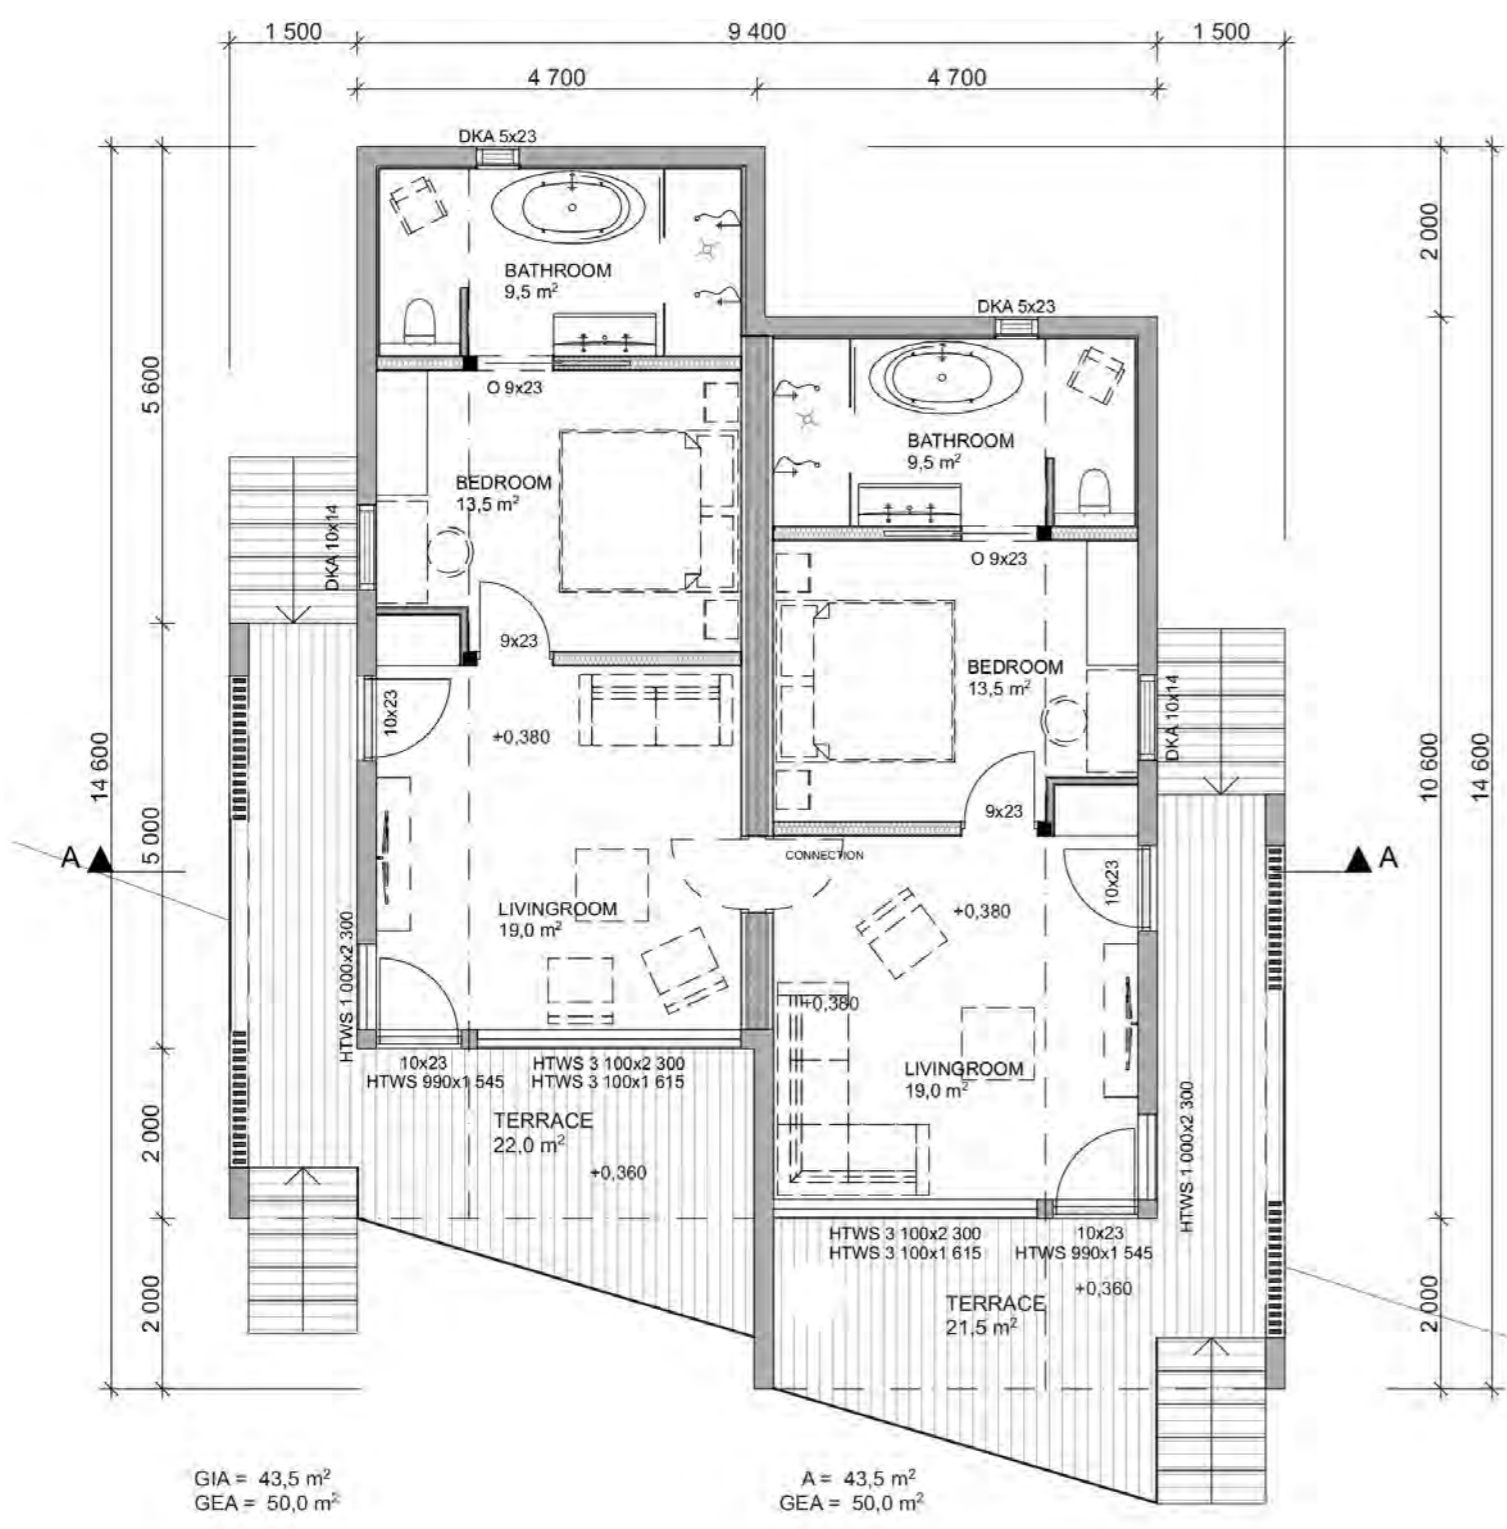 1 500
9 400
1 500
4 700
4 700
DKA 5x23
BATHROOM
9,5 m²
2 000
DKA 5x23
5 600
O 9x23
BATHROOM
9,5 m²
BEDROOM
13,5 m²
DKA 10x14
O 9x23
9x23
BEDROOM
13,5 m²
DKA 10x14
10x23
+0,380
14 600
10 600
14 600
9x23
5 000
A
CONNECTION
A
10x23
LIVINGROOM
19,0 m²
+0,380
HTWS 1 000x2 300
+0,380
10x23
HTWS 990x1 545
HTWS 3 100x2 300
HTWS 3 100x1 615
LIVINGROOM
19,0 m²
TERRACE
22,0 m²
2 000
+0,360
HTWS 1 000x2 300
HTWS 3 100x2 300
HTWS 3 100x1 615
10x23
HTWS 990x1 545
+0,360
2 000
2 000
TERRACE
21,5 m²
GIA = 43,5 m²
GEA = 50,0 m²
A = 43,5 m²
GEA = 50,0 m²